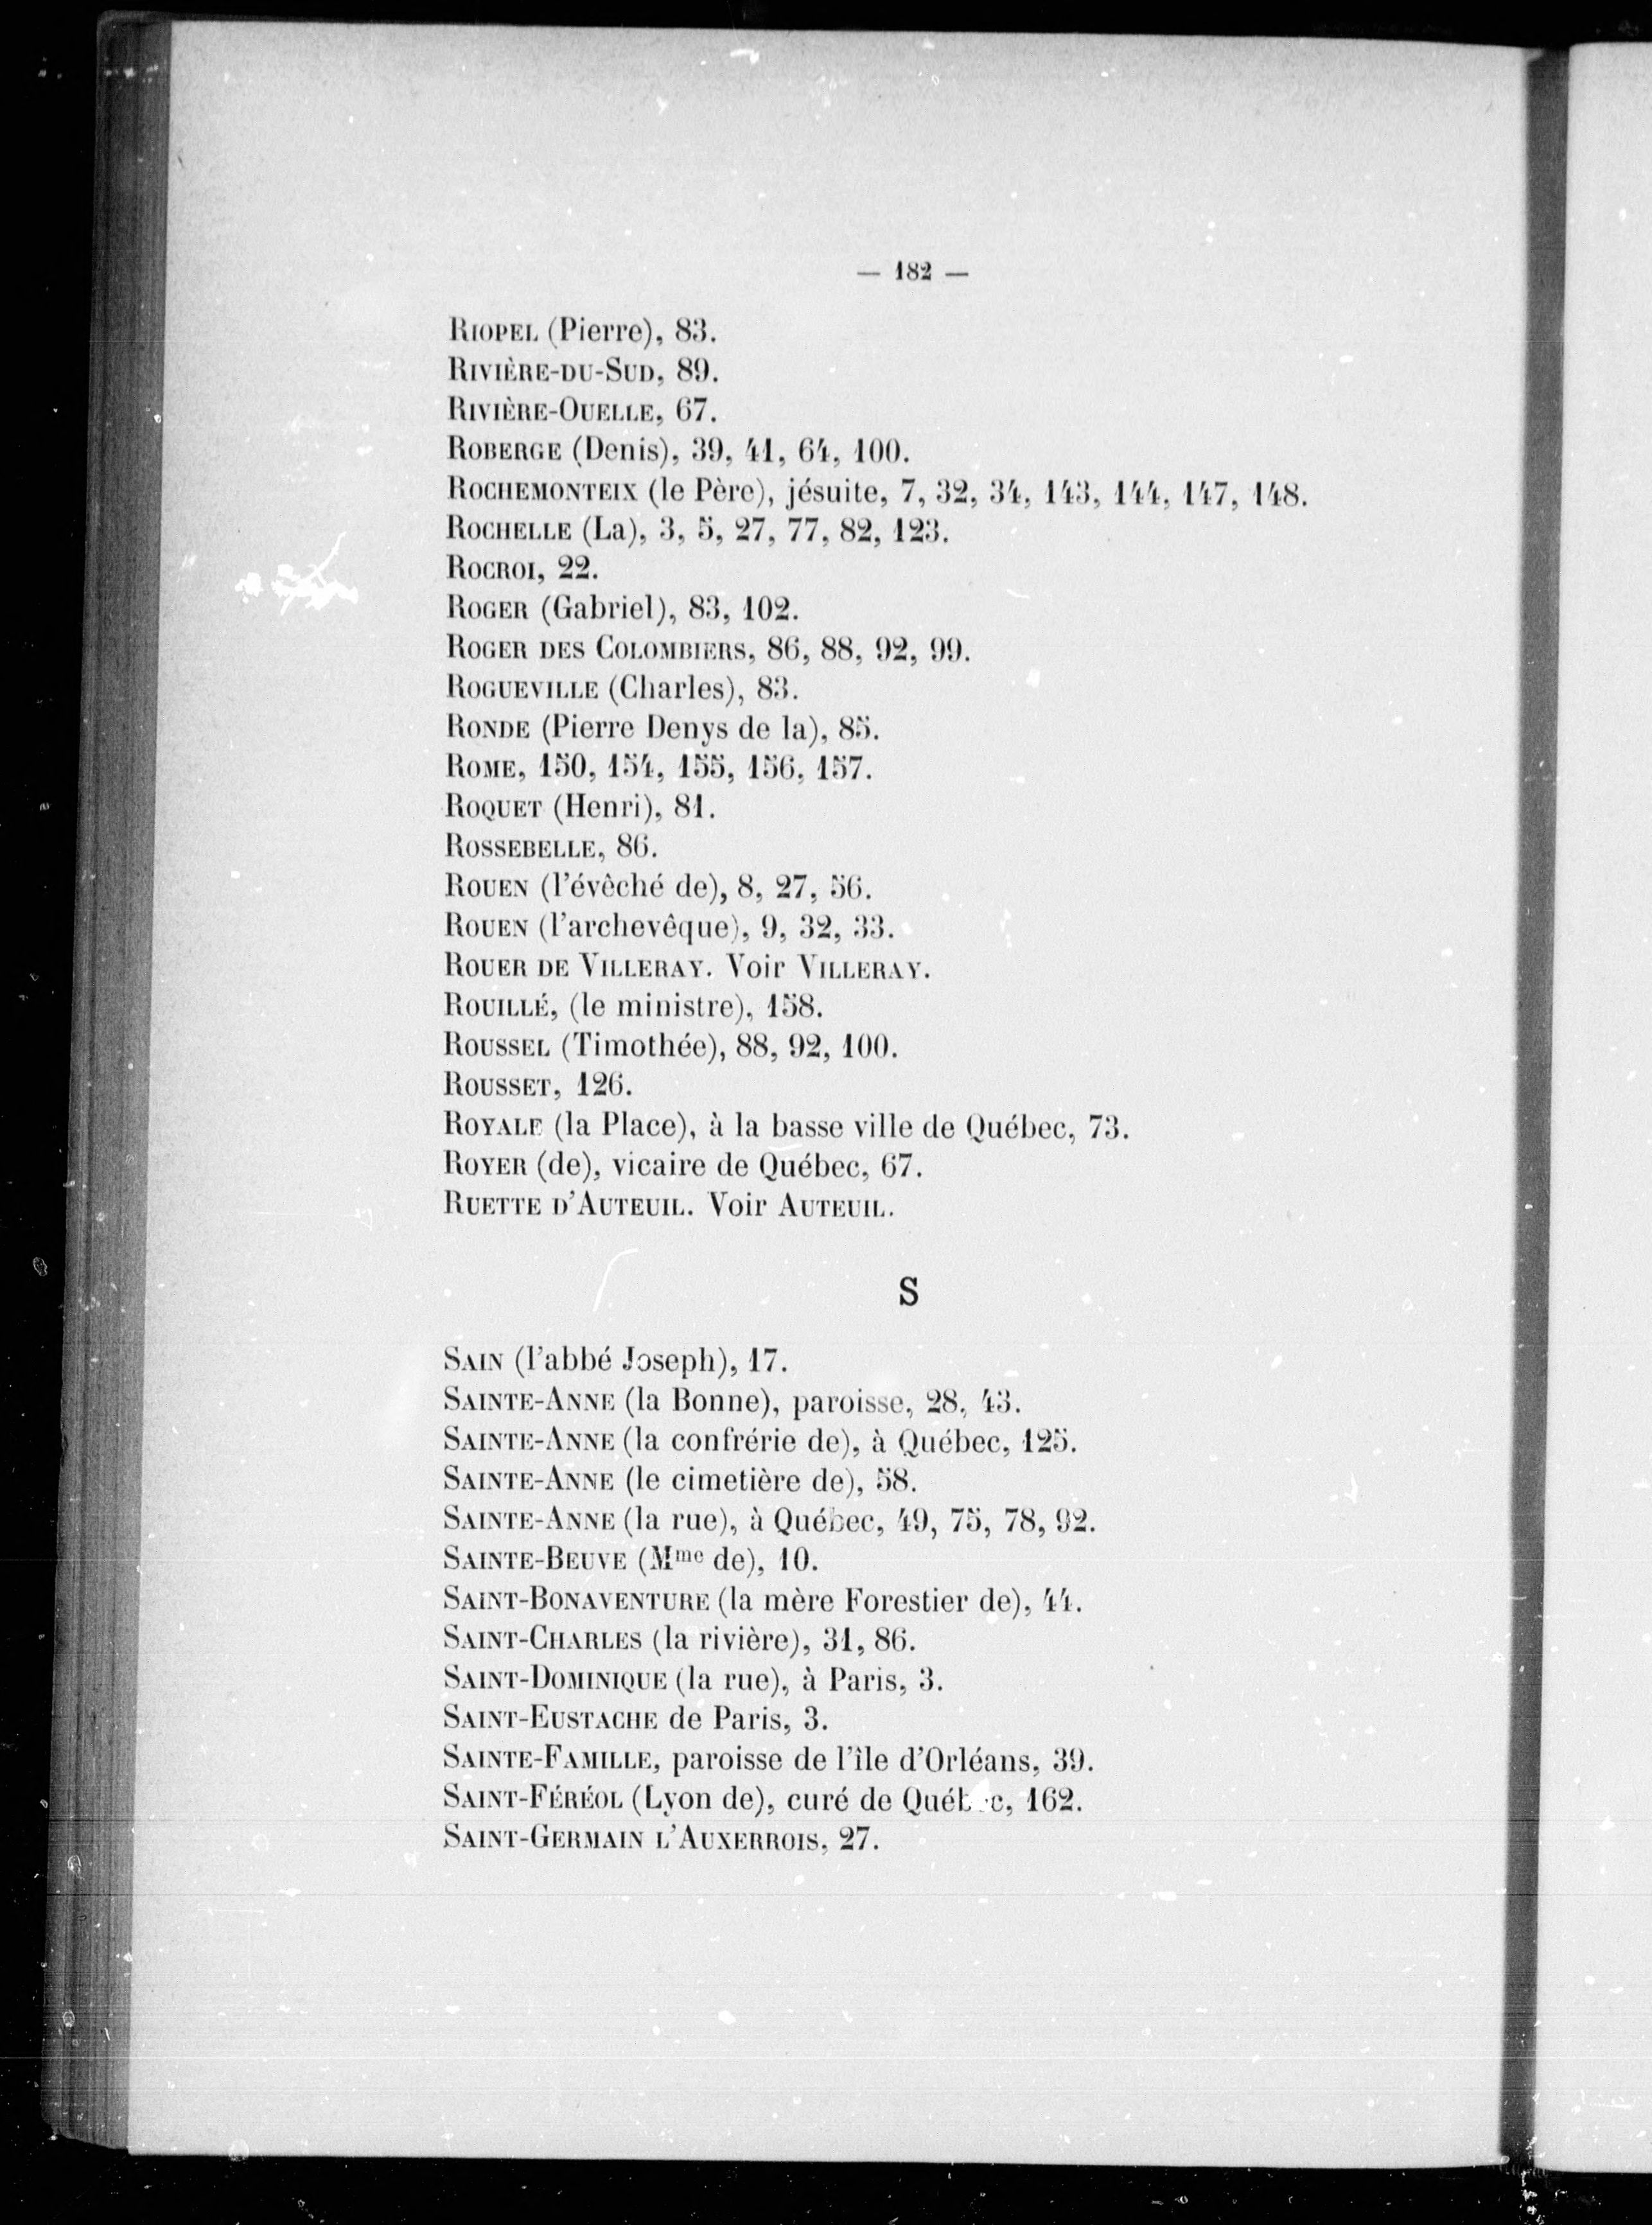 — 182 —
RIOPEL (Pierre), 83.
RIVIÈRE-DU-SUD, 89.
RIVIÈRE-OUELLE, 67.
ROBERGE (Denis), 39, 41, 64, 100.
ROCHEMONTEIX (le Père), jésuite, 7, 32, 34, 143, 144, 147, 148.
ROCHELLE (La), 3, 5, 27, 77, 82, 123.
ROCROI, 22.
ROGER (Gabriel), 83, 102.
ROGER DES COLOMBIERS, 86, 88, 92, 99.
ROGUEVILLE (Charles), 83.
RONDE (Pierre Denys de la), 85.
ROME, 150, 154, 155, 156, 157.
ROQUET (Henri), 81.
ROSSEBELLE, 86.
ROUEN (l'évêché de), 8, 27, 56.
ROUEN (l'archevêque), 9, 32, 33.
ROUER DE VILLERAY. Voir VILLERAY.
ROUILLÉ, (le ministre), 158.
ROUSSEL (Timothée), 88, 92, 100.
ROUSSET, 126.
ROYALE (la Place), à la basse ville de Québec, 73.
ROYER (de), vicaire de Québec, 67.
RUETTE D'AUTEUIL. Voir AUTEUIL.
S
SAIN (l'abbé Joseph), 17.
SAINTE-ANNE (la Bonne), paroisse, 28, 43.
SAINTE-ANNE (la confrérie de), à Québec, 125.
SAINTE-ANNE (le cimetière de), 58.
SAINTE-ANNE (la rue), à Québec, 49, 75, 78, 92.
SAINTE-BEUVE (Mme de), 10.
SAINT-BONAVENTURE (la mère Forestier de), 44.
SAINT-CHARLES (la rivière), 31, 86.
SAINT-DOMINIQUE (la rue), à Paris, 3.
SAINT-EUSTACHE de Paris, 3.
SAINTE-FAMILLE, paroisse de l'île d'Orléans, 39.
SAINT-FÉRÉOL (Lyon de), curé de Québec, 162.
SAINT-GERMAIN L'AUXERROIS, 27.